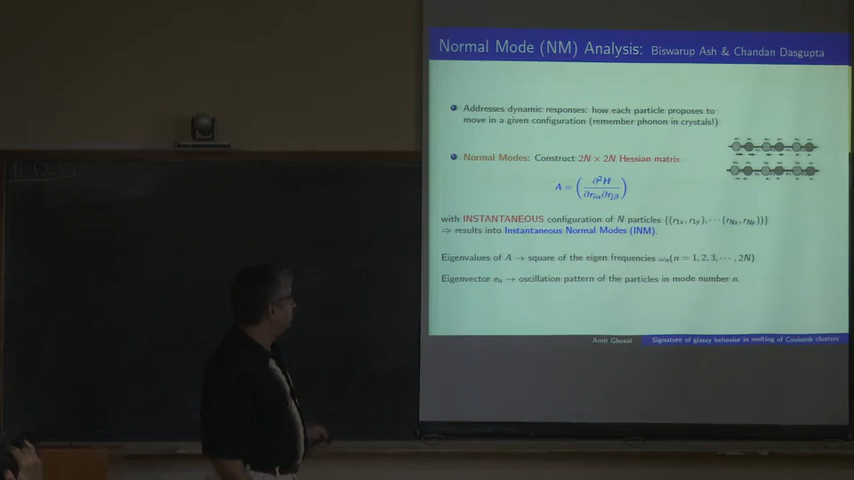 Normal Mode (NM) Analysis: Biswarup Ash & Chandan Dasgupta
Addresses dynamic responses: how each particle proposes to
move in a given configuration (remember phonon in crystals!)
Normal Modes: Construct 2N × 2N Hessian matrix
A = (∂²H / ∂r_iα ∂r_jβ)
with INSTANTANEOUS configuration of N particles {(r_1x, r_1y), ··· (r_Nx, r_Ny)}
⇒ results into Instantaneous Normal Modes (INM).
Eigenvalues of A → square of the eigen frequencies ω_n(n = 1, 2, 3, ··· , 2N)
Eigenvector e_n → oscillation pattern of the particles in mode number n.
Amit Ghosal Signature of glassy behavior in melting of Coulomb clusters